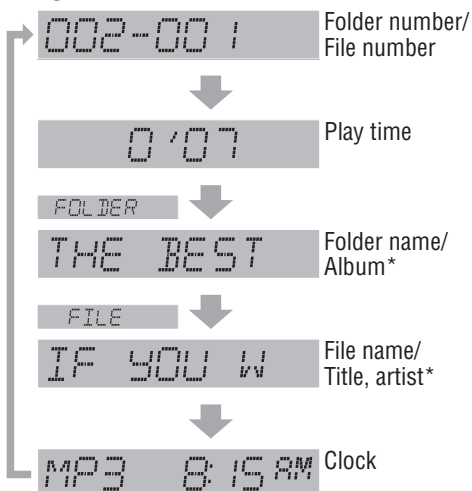 002-001
Folder number/
File number
0'07
Play time
FOLDER
THE BEST
Folder name/
Album*
FILE
IF YOU W
File name/
Title, artist*
MP3 8:15 AM
Clock